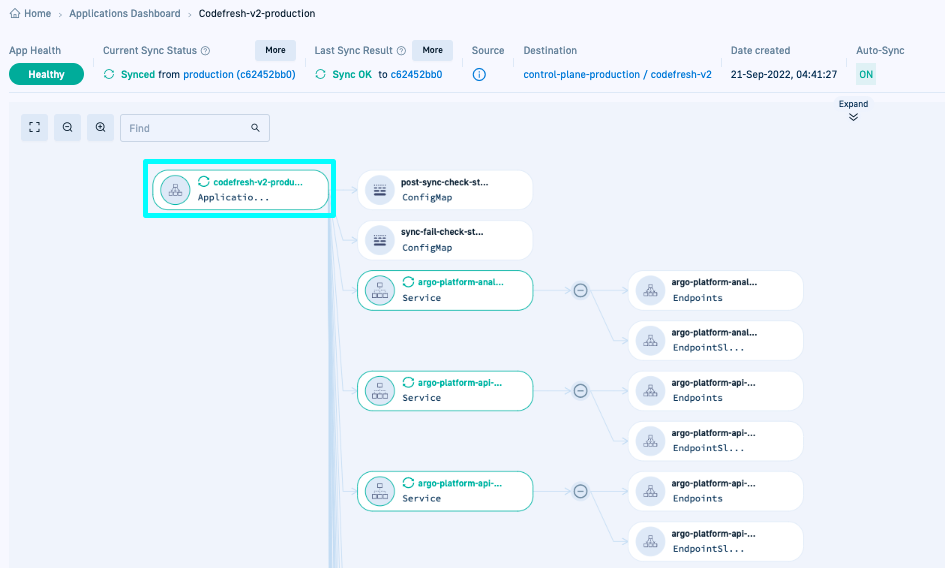 Home › Applications Dashboard › Codefresh-v2-production
App Health
Healthy
Current Sync Status
More
Synced from production (c62452bb0)
Last Sync Result
More
Sync OK to c62452bb0
Source
Destination
control-plane-production / codefresh-v2
Date created
21-Sep-2022, 04:41:27
Auto-Sync
ON
Expand
Find
codefresh-v2-produ...
Applicatio...
post-sync-check-st...
ConfigMap
sync-fail-check-st...
ConfigMap
argo-platform-anal...
Service
argo-platform-anal...
Endpoints
argo-platform-anal...
EndpointSl...
argo-platform-api-...
Service
argo-platform-api-...
Endpoints
argo-platform-api-...
EndpointSl...
argo-platform-api-...
Service
argo-platform-api-...
Endpoints
argo-platform-api-...
EndpointSl...